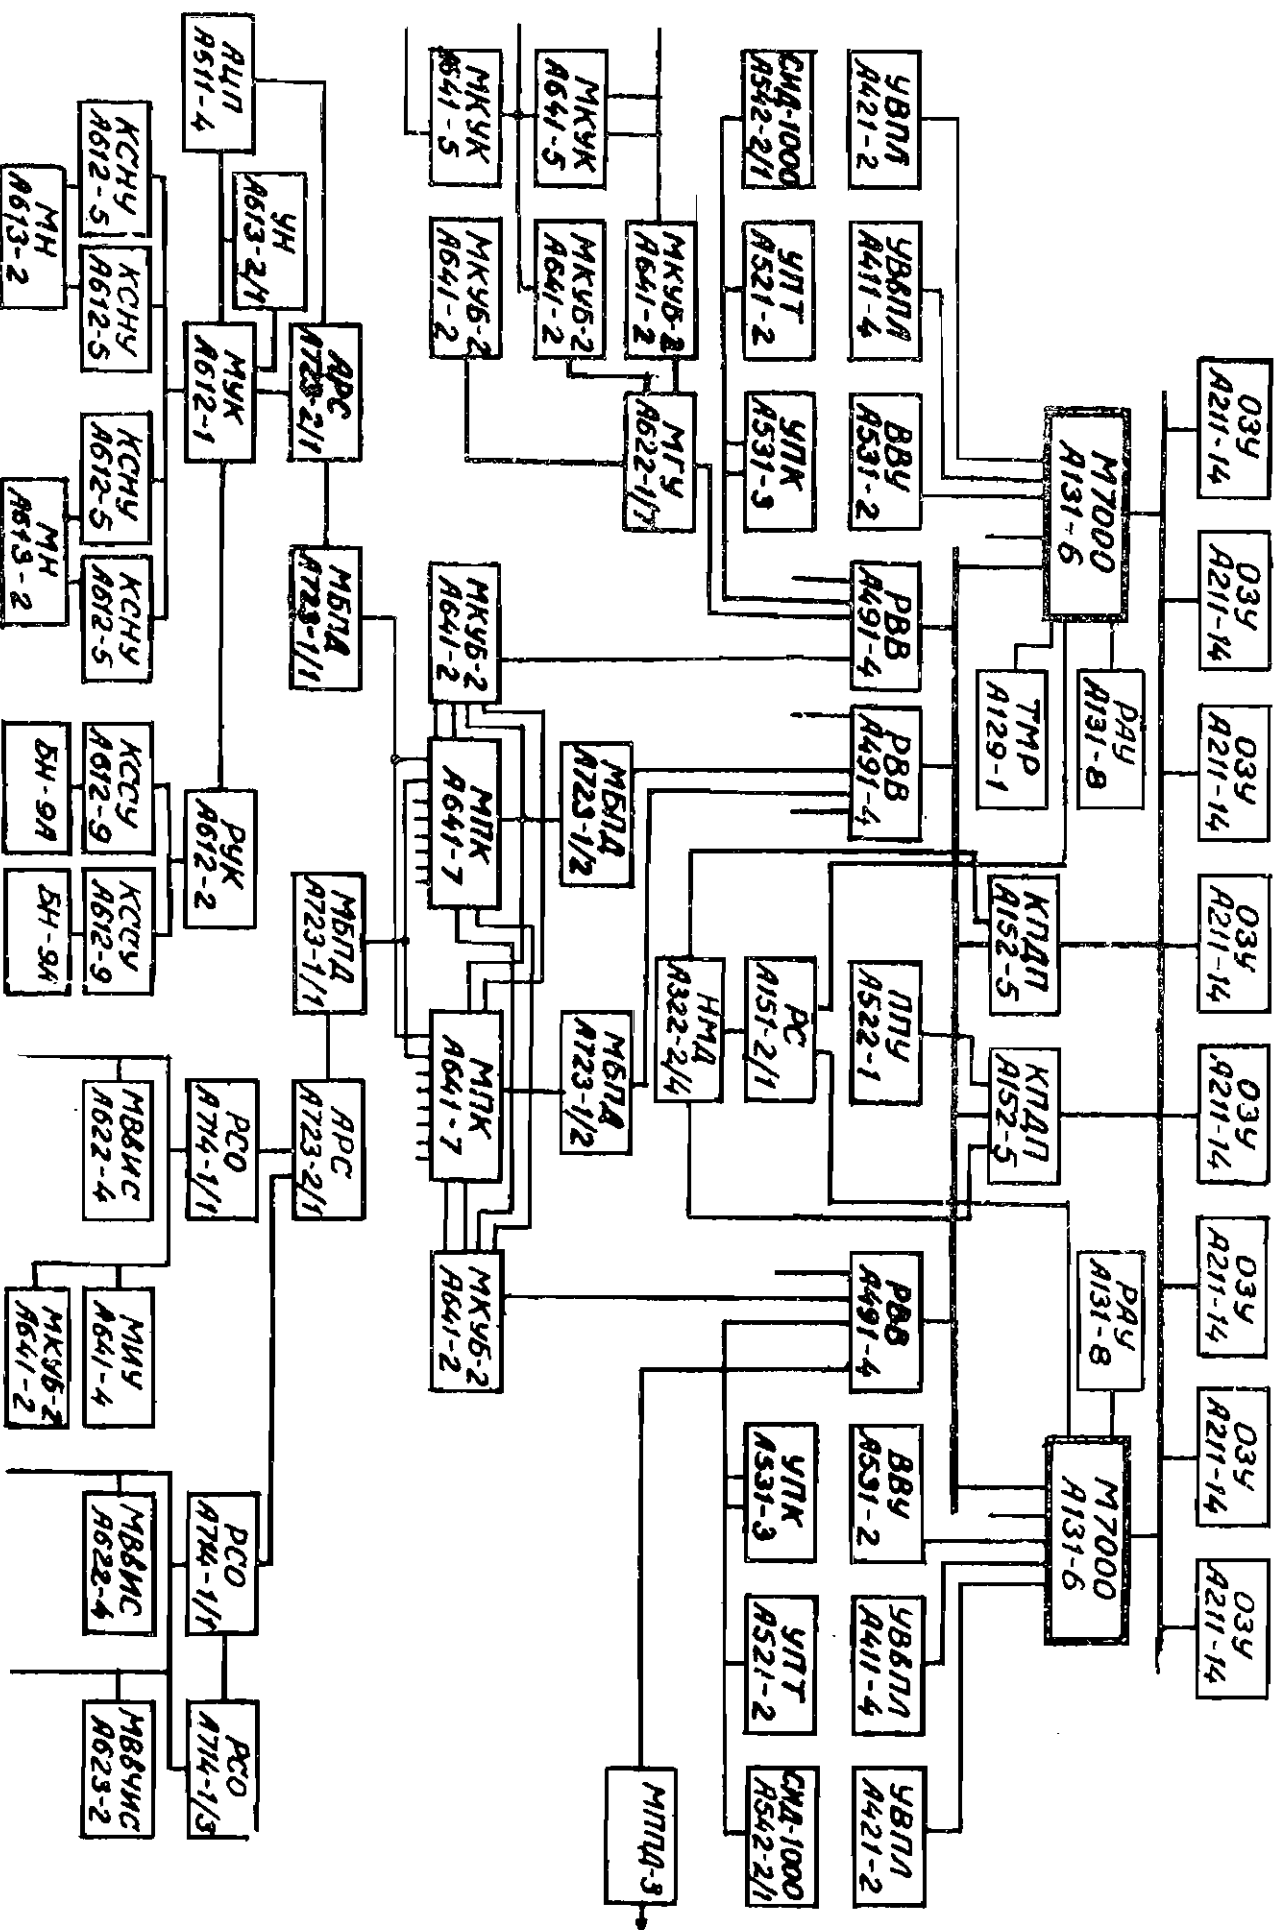 ОЗУ
А211-14
ОЗУ
А211-14
ОЗУ
А211-14
ОЗУ
А211-14
ОЗУ
А211-14
ОЗУ
А211-14
ОЗУ
А211-14
ОЗУ
А211-14
М7000
А131-6
РАУ
А131-8
ТМР
А129-1
КПДП
А152-5
КПДП
А152-5
РАУ
А131-8
М7000
А131-6
УВПЛ
А421-2
УВвПЛ
А411-4
ВВУ
А531-2
РВВ
А491-4
РВВ
А491-4
ППУ
А522-1
РВВ
А491-4
ВВУ
А531-2
УВвПЛ
А411-4
УВПЛ
А421-2
СИД-1000
А542-2/1
УПТ
А521-2
УПК
А531-3
РС
А151-2/1
УПК
А531-3
УПТ
А521-2
СИД-1000
А542-2/1
МКУБ-2
А641-2
МГУ
А622-1/1
НМД
А322-2/4
МППД-3
МКУК
А641-5
МКУБ-2
А641-2
МБПД
А723-1/2
МБПД
А723-1/2
МКУК
А641-5
МКУБ-2
А641-2
МКУБ-2
А641-2
МПК
А641-7
МПК
А641-7
МКУБ-2
А641-2
АРС
А723-2/1
МБПД
А723-1/1
МБПД
А723-1/1
АРС
А723-2/1
УН
А613-2/1
АЦП
А511-4
МУК
А612-1
РУК
А612-2
РСО
А714-1/1
РСО
А714-1/1
РСО
А714-1/3
КСНУ
А612-5
КСНУ
А612-5
КСНУ
А612-5
КСНУ
А612-5
КССУ
А612-9
КССУ
А612-9
МВвИС
А622-4
МИУ
А641-4
МВвИС
А622-4
МВвЧИС
А623-2
МН
А613-2
МН
А613-2
БН-9А
БН-9А
МКУБ-2
А641-2